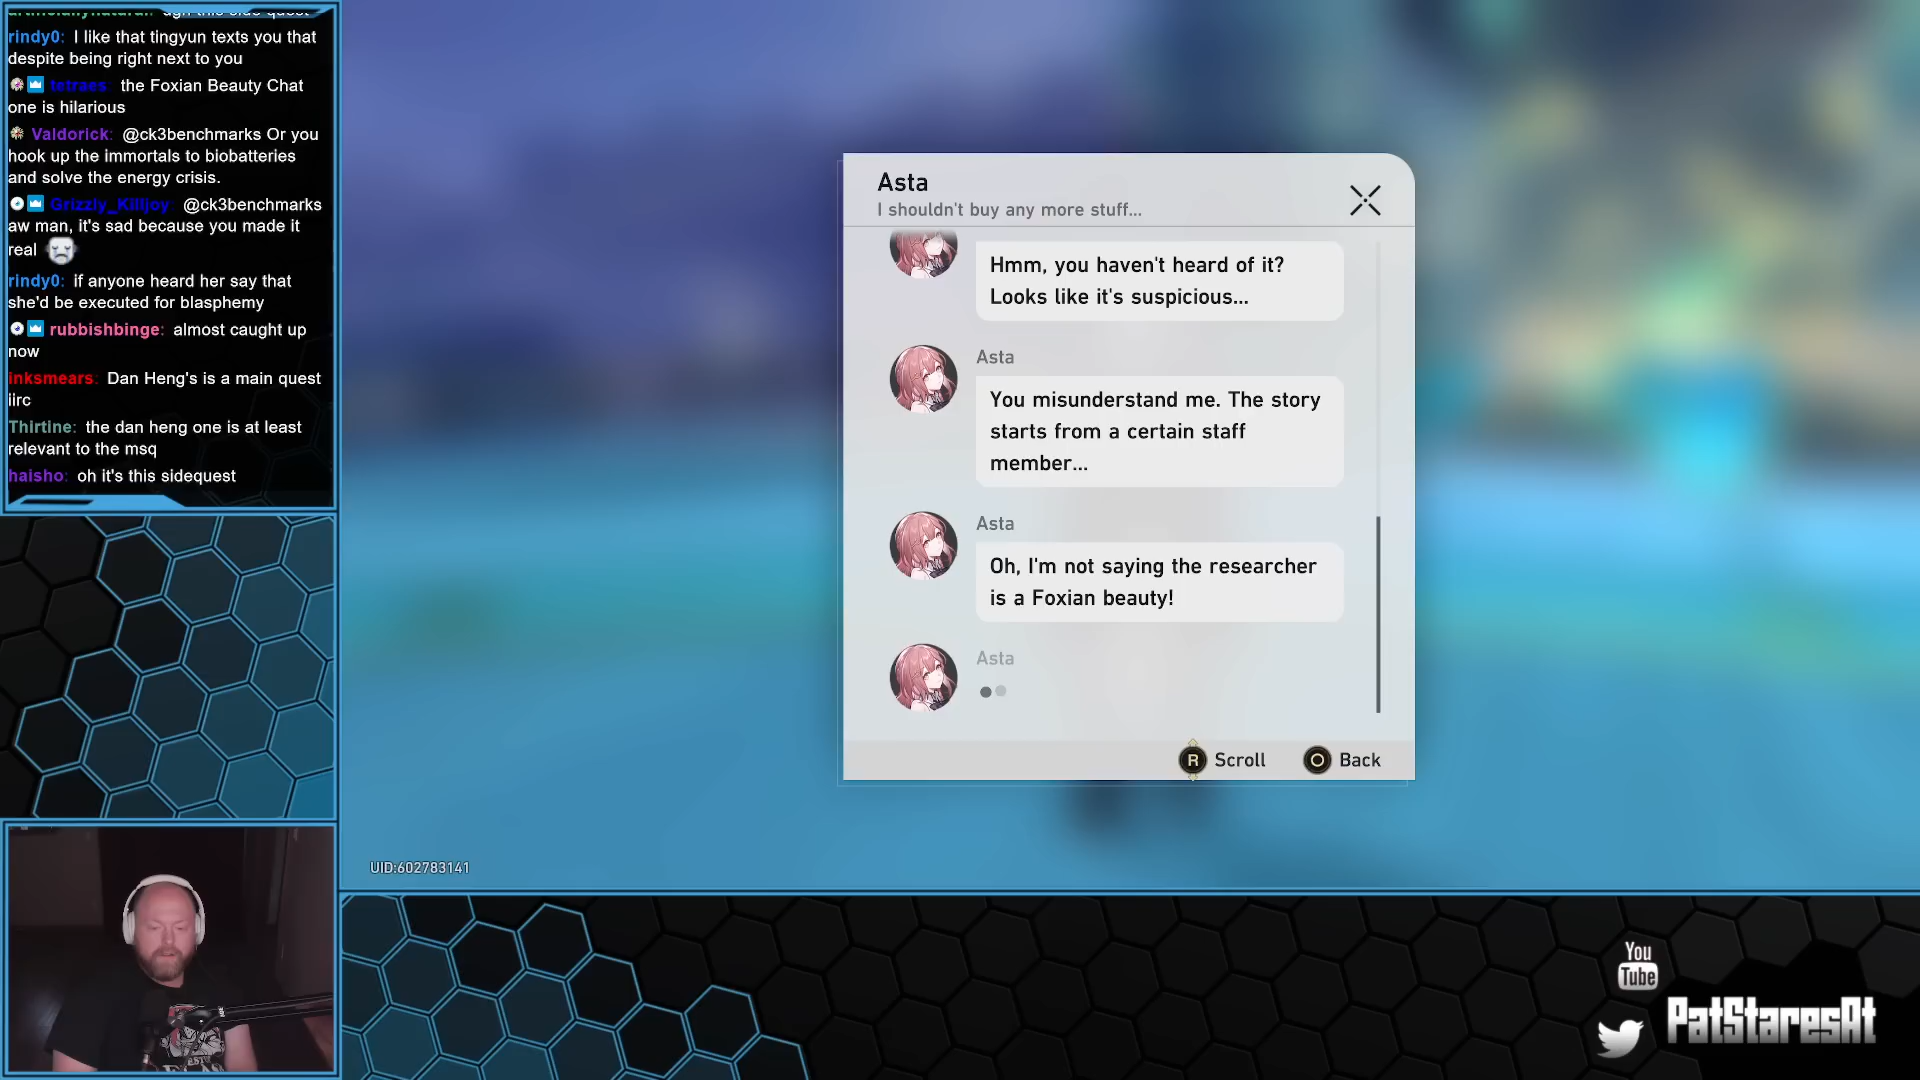 rindy0: I like that tingyun texts you that
despite being right next to you
tetraes: the Foxian Beauty Chat
one is hilarious
Valdorick: @ck3benchmarks Or you
hook up the immortals to biobatteries
and solve the energy crisis.
Grizzly_Killjoy: @ck3benchmarks
aw man, it's sad because you made it
real
rindy0: if anyone heard her say that
she'd be executed for blasphemy
rubbishbinge: almost caught up
now
inksmears: Dan Heng's is a main quest
iirc
Thirtine: the dan heng one is at least
relevant to the msq
haisho: oh it's this sidequest
Asta
I shouldn't buy any more stuff...
Hmm, you haven't heard of it?
Looks like it's suspicious...
Asta
You misunderstand me. The story
starts from a certain staff
member...
Asta
Oh, I'm not saying the researcher
is a Foxian beauty!
Asta
R Scroll
Back
UID:602783141
You
Tube
PatStaresAt